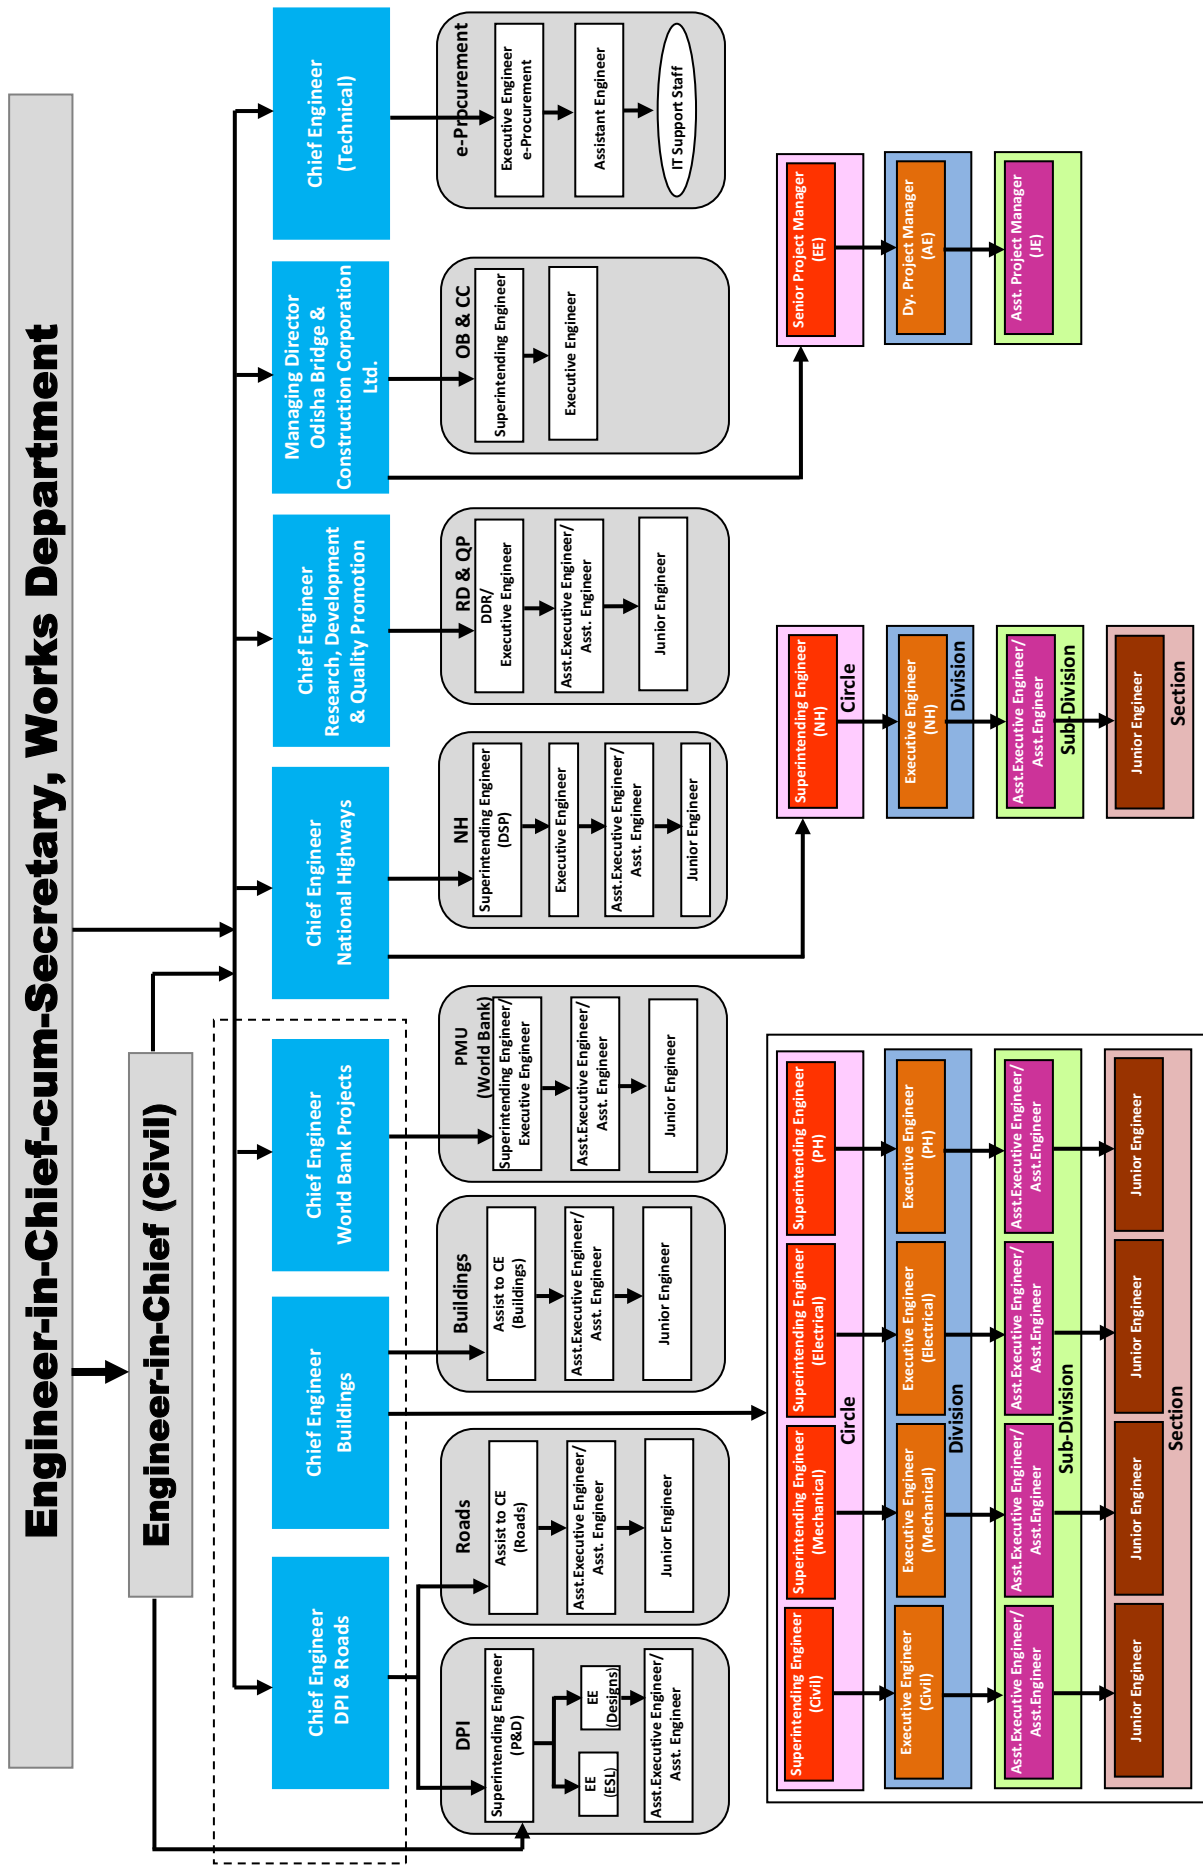 Engineer-in-Chief-cum-Secretary, Works Department
Engineer-in-Chief (Civil)
Chief Engineer
DPI & Roads
Chief Engineer
Buildings
Chief Engineer
World Bank Projects
Chief Engineer
National Highways
Chief Engineer
Research, Development
& Quality Promotion
Managing Director
Odisha Bridge &
Construction Corporation
Ltd.
Chief Engineer
(Technical)
DPI
Superintending Engineer
(P&D)
EE
(ESL)
EE
(Designs)
Asst.Executive Engineer/
Asst. Engineer
Roads
Assist to CE
(Roads)
Asst.Executive Engineer/
Asst. Engineer
Junior Engineer
Buildings
Assist to CE
(Buildings)
Asst.Executive Engineer/
Asst. Engineer
Junior Engineer
PMU
(World Bank)
Superintending Engineer/
Executive Engineer
Asst.Executive Engineer/
Asst. Engineer
Junior Engineer
NH
Superintending Engineer
(DSP)
Executive Engineer
Asst.Executive Engineer/
Asst. Engineer
Junior Engineer
RD & QP
DDR/
Executive Engineer
Asst.Executive Engineer/
Asst. Engineer
Junior Engineer
OB & CC
Superintending Engineer
Executive Engineer
e-Procurement
Executive Engineer
e-Procurement
Assistant Engineer
IT Support Staff
Superintending Engineer
(Civil)
Superintending Engineer
(Mechanical)
Superintending Engineer
(Electrical)
Superintending Engineer
(PH)
Circle
Executive Engineer
(Civil)
Executive Engineer
(Mechanical)
Executive Engineer
(Electrical)
Executive Engineer
(PH)
Division
Asst.Executive Engineer/
Asst.Engineer
Asst.Executive Engineer/
Asst.Engineer
Asst.Executive Engineer/
Asst.Engineer
Asst.Executive Engineer/
Asst.Engineer
Sub-Division
Junior Engineer
Junior Engineer
Junior Engineer
Junior Engineer
Section
Superintending Engineer
(NH)
Circle
Executive Engineer
(NH)
Division
Asst.Executive Engineer/
Asst.Engineer
Sub-Division
Junior Engineer
Section
Senior Project Manager
(EE)
Dy. Project Manager
(AE)
Asst. Project Manager
(JE)